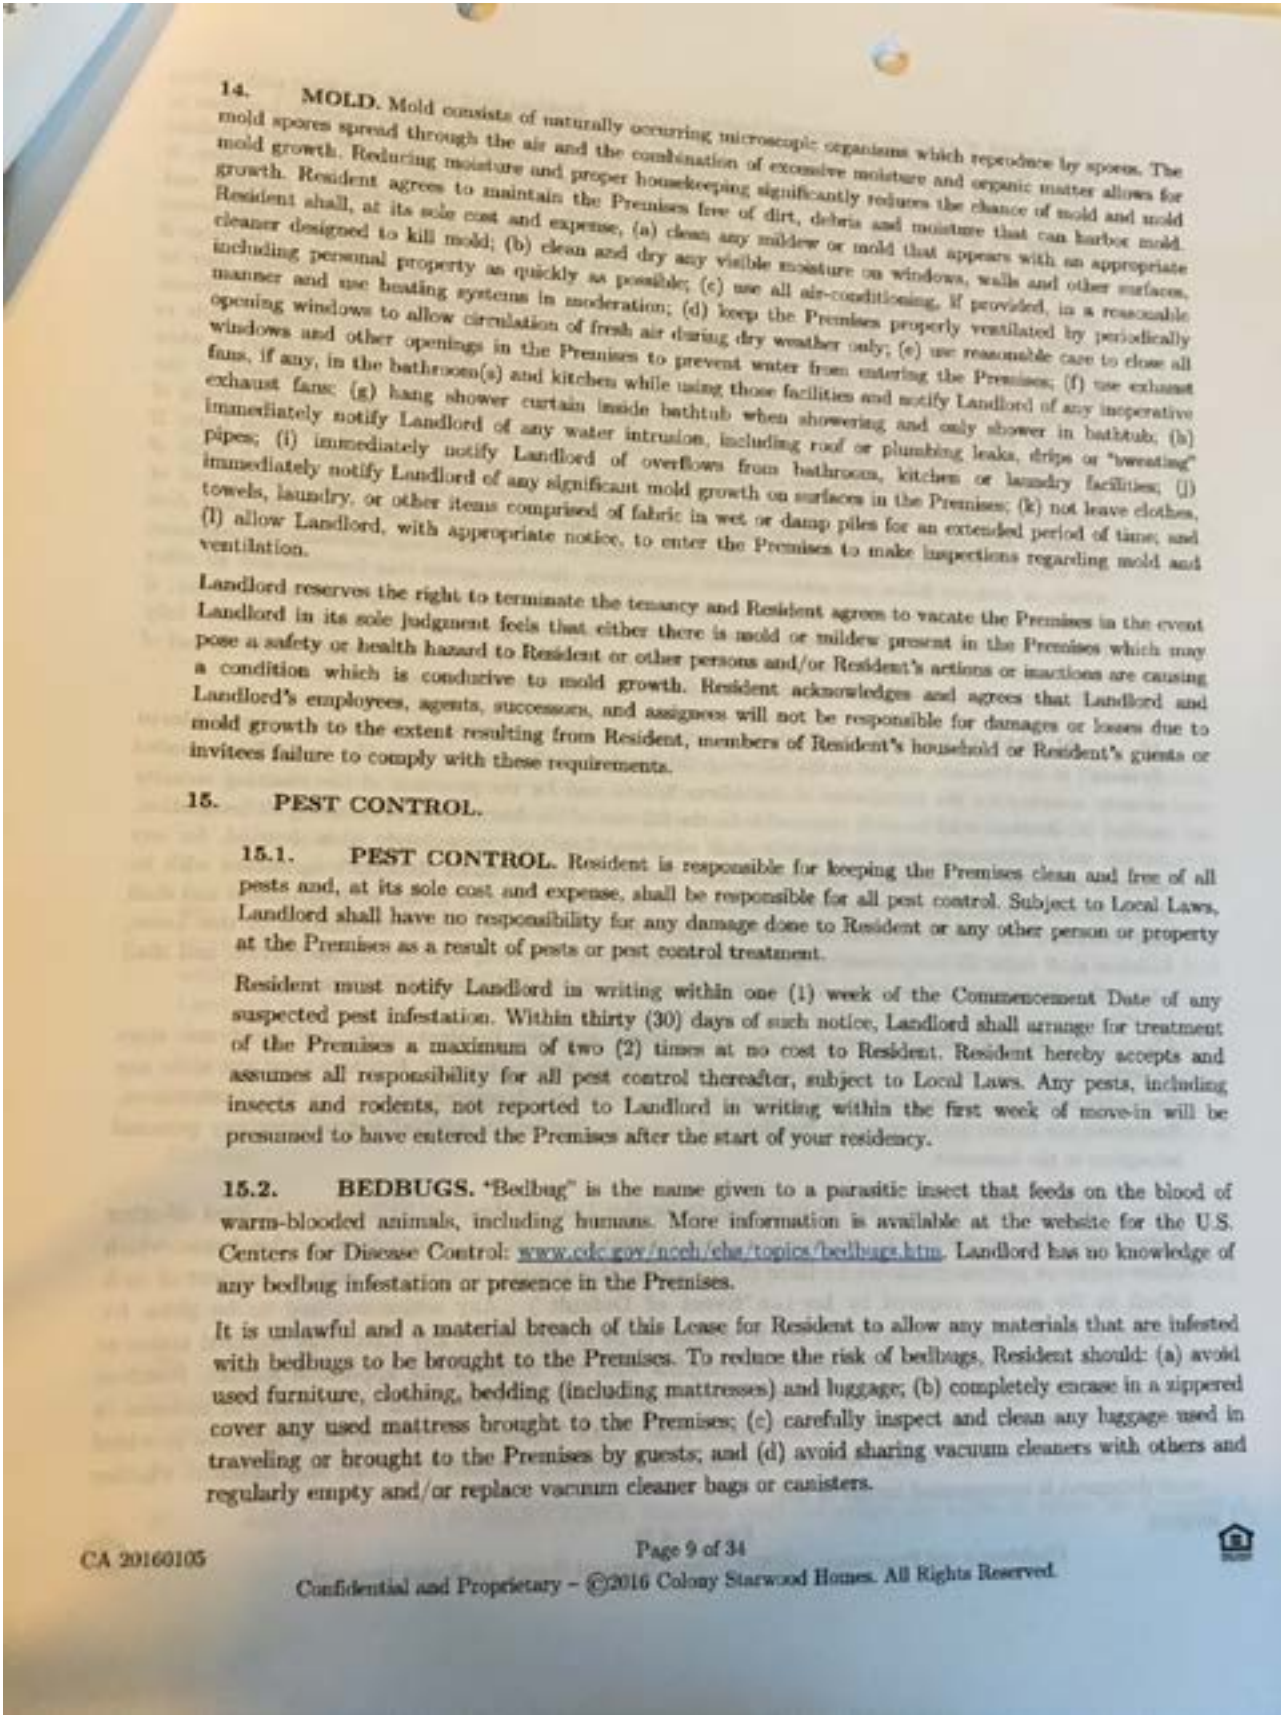 14. MOLD. Mold consists of naturally occurring microscopic organisms which reproduce by spores. The
mold spores spread through the air and the combination of excessive moisture and organic matter allows for
mold growth. Reducing moisture and proper housekeeping significantly reduces the chance of mold and mold
growth. Resident agrees to maintain the Premises free of dirt, debris and moisture that can harbor mold.
Resident shall, at its sole cost and expense, (a) clean any mildew or mold that appears with an appropriate
cleaner designed to kill mold; (b) clean and dry any visible moisture on windows, walls and other surfaces,
including personal property as quickly as possible; (c) use all air-conditioning, if provided, in a reasonable
manner and use heating systems in moderation; (d) keep the Premises properly ventilated by periodically
opening windows to allow circulation of fresh air during dry weather only; (e) use reasonable care to close all
windows and other openings in the Premises to prevent water from entering the Premises; (f) use exhaust
fans, if any, in the bathroom(s) and kitchen while using those facilities and notify Landlord of any inoperative
exhaust fans; (g) hang shower curtain inside bathtub when showering and only shower in bathtub; (h)
immediately notify Landlord of any water intrusion, including roof or plumbing leaks, drips or "sweating"
pipes; (i) immediately notify Landlord of overflows from bathroom, kitchen or laundry facilities; (j)
immediately notify Landlord of any significant mold growth on surfaces in the Premises; (k) not leave clothes,
towels, laundry, or other items comprised of fabric in wet or damp piles for an extended period of time; and
(l) allow Landlord, with appropriate notice, to enter the Premises to make inspections regarding mold and
ventilation.
Landlord reserves the right to terminate the tenancy and Resident agrees to vacate the Premises in the event
Landlord in its sole judgment feels that either there is mold or mildew present in the Premises which may
pose a safety or health hazard to Resident or other persons and/or Resident's actions or inactions are causing
a condition which is conducive to mold growth. Resident acknowledges and agrees that Landlord and
Landlord's employees, agents, successors, and assignees will not be responsible for damages or losses due to
mold growth to the extent resulting from Resident, members of Resident's household or Resident's guests or
invitees failure to comply with these requirements.
15. PEST CONTROL.
15.1. PEST CONTROL. Resident is responsible for keeping the Premises clean and free of all
pests and, at its sole cost and expense, shall be responsible for all pest control. Subject to Local Laws,
Landlord shall have no responsibility for any damage done to Resident or any other person or property
at the Premises as a result of pests or pest control treatment.
Resident must notify Landlord in writing within one (1) week of the Commencement Date of any
suspected pest infestation. Within thirty (30) days of such notice, Landlord shall arrange for treatment
of the Premises a maximum of two (2) times at no cost to Resident. Resident hereby accepts and
assumes all responsibility for all pest control thereafter, subject to Local Laws. Any pests, including
insects and rodents, not reported to Landlord in writing within the first week of move-in will be
presumed to have entered the Premises after the start of your residency.
15.2. BEDBUGS. "Bedbug" is the name given to a parasitic insect that feeds on the blood of
warm-blooded animals, including humans. More information is available at the website for the U.S.
Centers for Disease Control: www.cdc.gov/nceh/ehs/topics/bedbugs.htm. Landlord has no knowledge of
any bedbug infestation or presence in the Premises.
It is unlawful and a material breach of this Lease for Resident to allow any materials that are infested
with bedbugs to be brought to the Premises. To reduce the risk of bedbugs, Resident should: (a) avoid
used furniture, clothing, bedding (including mattresses) and luggage; (b) completely encase in a zippered
cover any used mattress brought to the Premises; (c) carefully inspect and clean any luggage used in
traveling or brought to the Premises by guests; and (d) avoid sharing vacuum cleaners with others and
regularly empty and/or replace vacuum cleaner bags or canisters.
CA 20160105
Page 9 of 34
Confidential and Proprietary – ©2016 Colony Starwood Homes. All Rights Reserved.